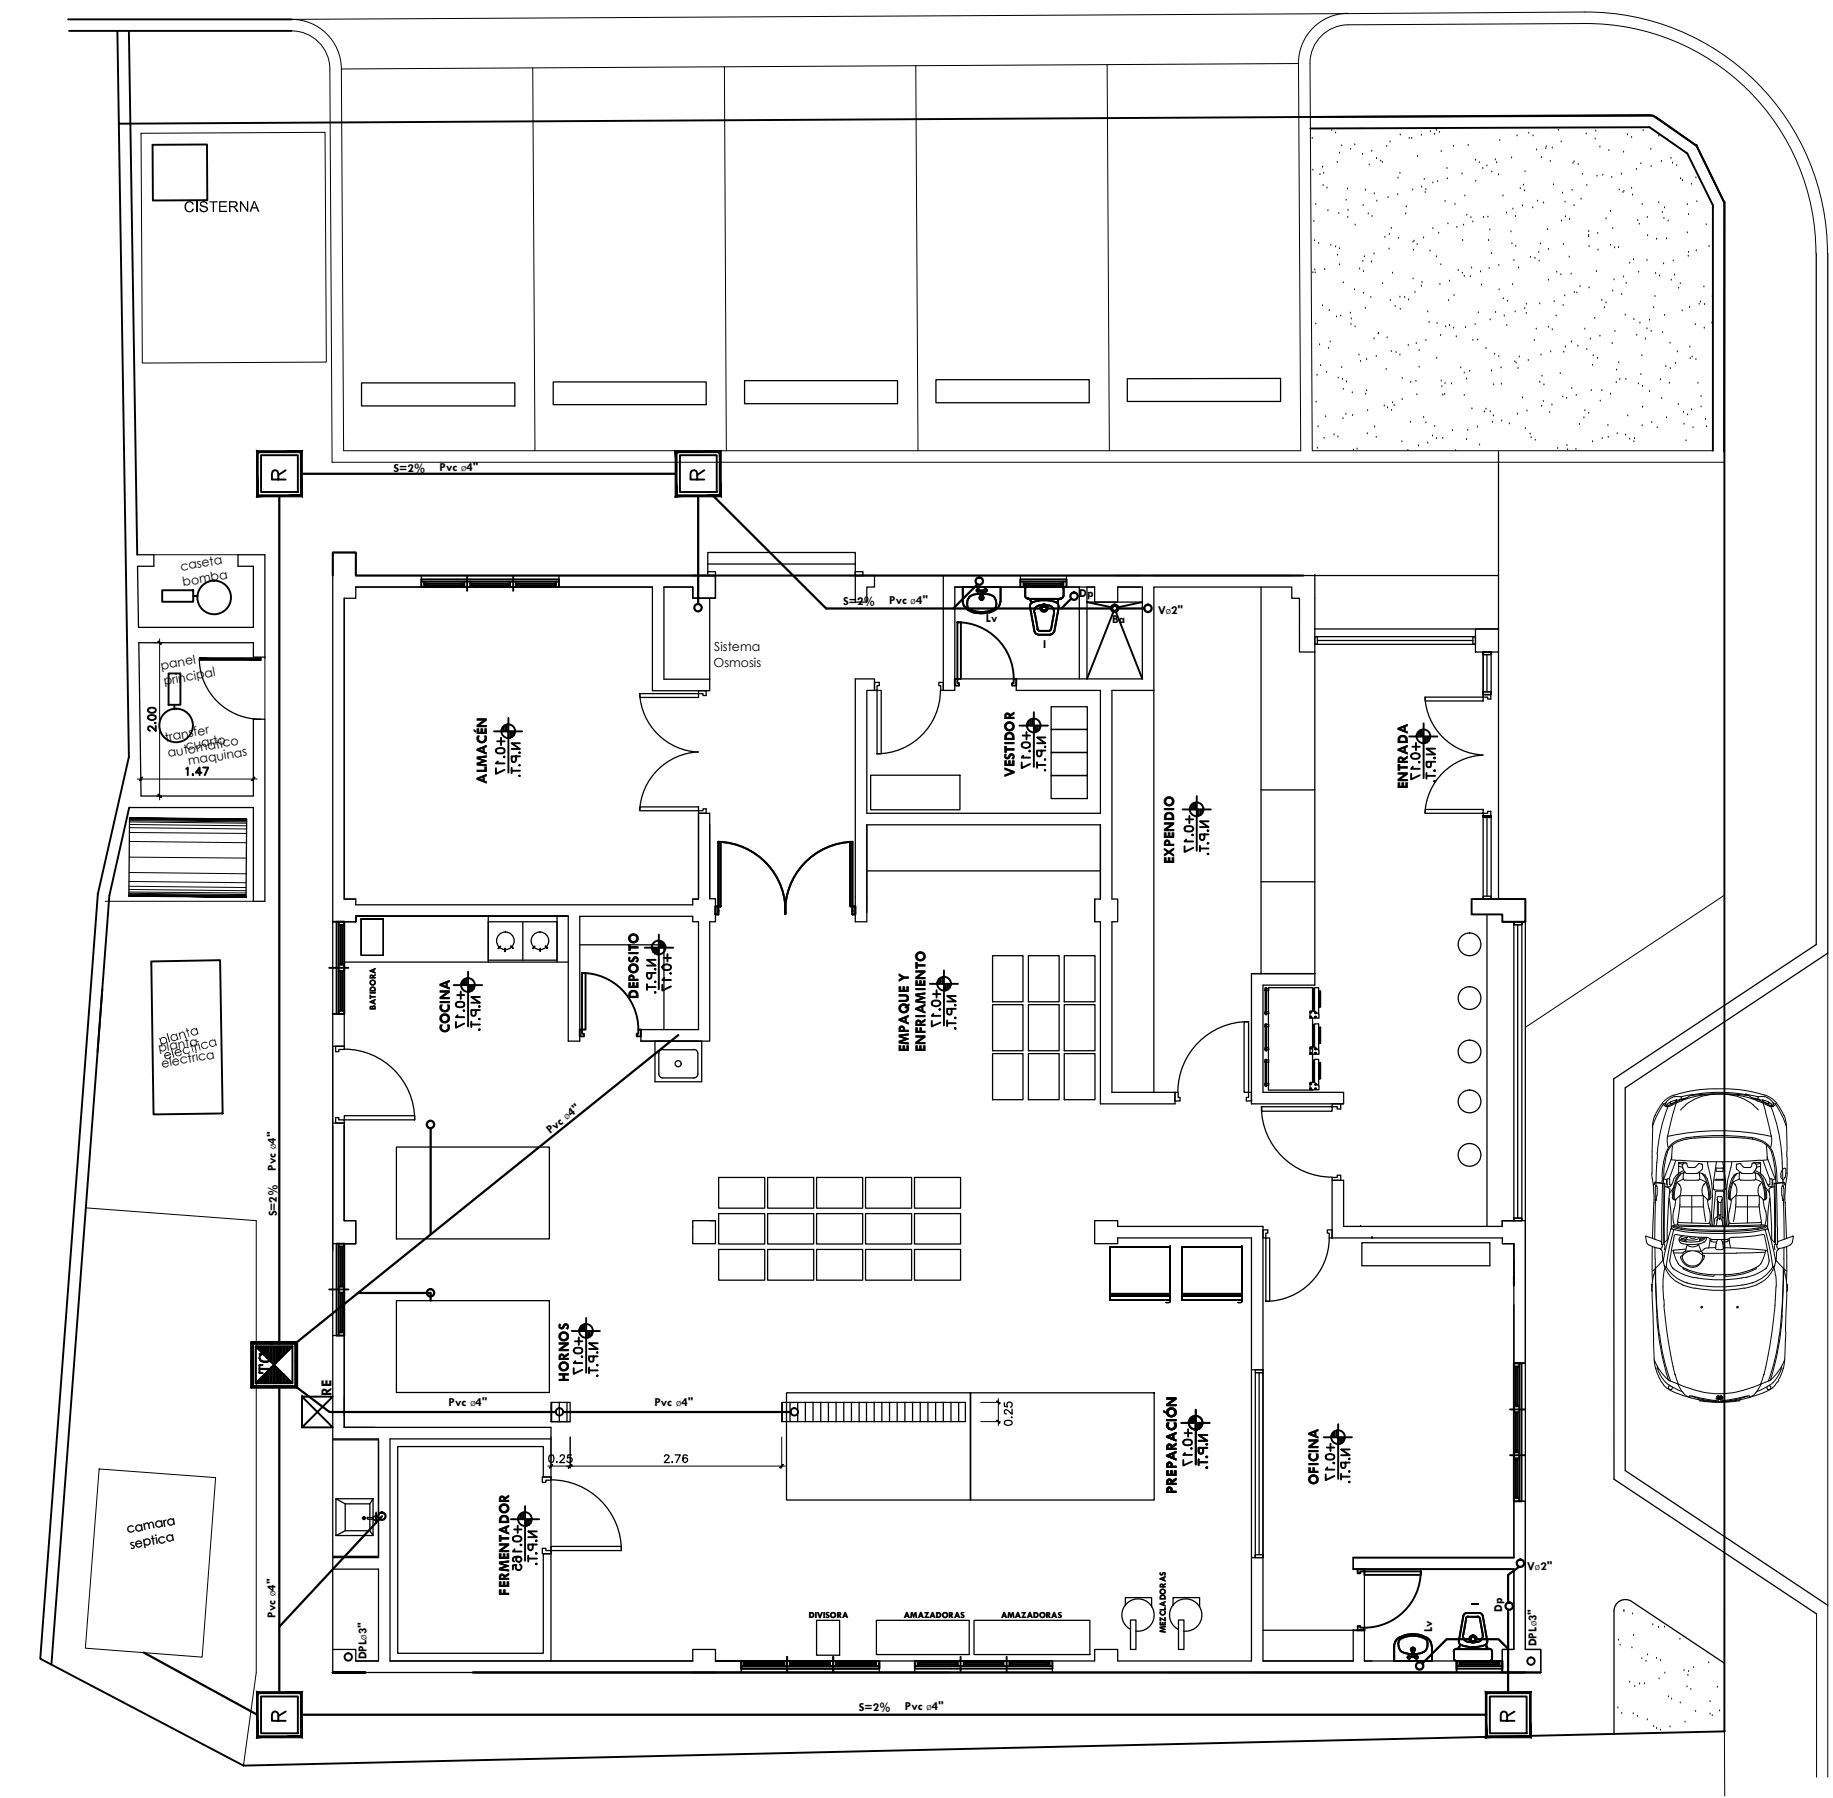 CISTERNA
R
S=2% Pvc ø4"
R
caseta
bomba
S=2% Pvc ø4"
Lv
Dp
Ba
Vø2"
Sistema
Osmosis
panel
principal
2.00
transfer
automatico
cuarto
maquinas
1.47
ALMACÉN
+0.17
N.P.T.
VESTIDOR
+0.17
N.P.T.
ENTRADA
+0.17
N.P.T.
EXPENDIO
+0.17
N.P.T.
BATIDORA
COCINA
+0.17
N.P.T.
DEPOSITO
+0.17
N.P.T.
EMPAQUE Y
ENFRIAMIENTO
+0.17
N.P.T.
planta
electrica
planta
electrica
S=2% Pvc ø4"
Pvc ø4"
HORNOS
+0.17
N.P.T.
TG
RE
Pvc ø4"
Pvc ø4"
0.25
0.25
2.76
PREPARACIÓN
+0.17
N.P.T.
OFICINA
+0.17
N.P.T.
camara
septica
FERMENTADOR
+0.165
N.P.T.
Pvc ø4"
DPLø3"
DIVISORA
AMAZADORAS
AMAZADORAS
MEZCLADORAS
Vø2"
Dp
Lv
DPLø3"
R
S=2% Pvc ø4"
R